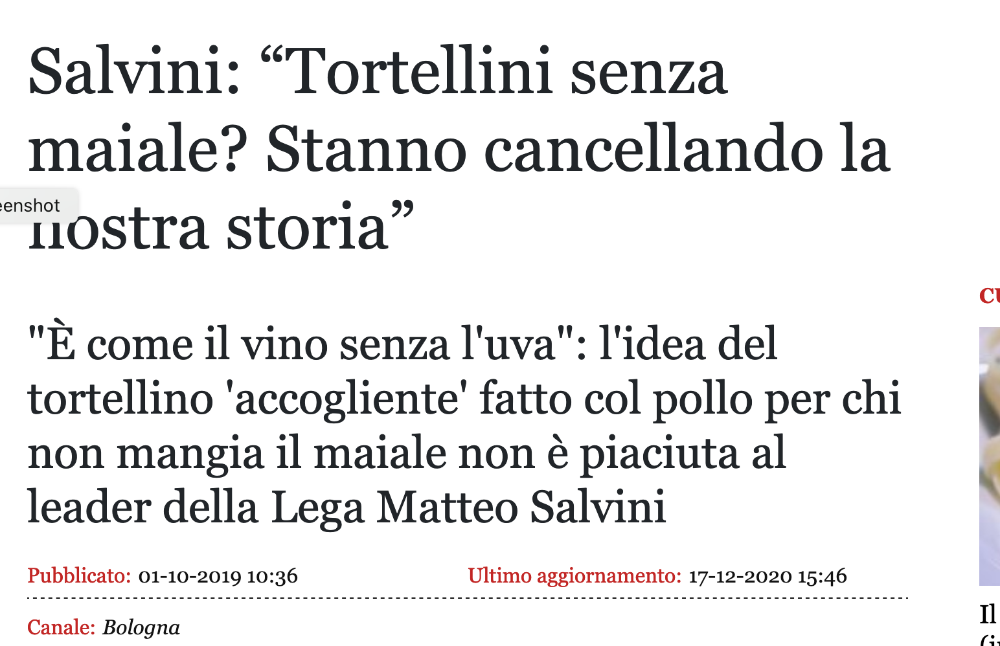 Salvini: “Tortellini senza
maiale? Stanno cancellando la
eenshot
nostra storia”
"È come il vino senza l'uva": l'idea del
tortellino 'accogliente' fatto col pollo per chi
non mangia il maiale non è piaciuta al
leader della Lega Matteo Salvini
Pubblicato: 01-10-2019 10:36
Ultimo aggiornamento: 17-12-2020 15:46
Canale: Bologna
CU
Il